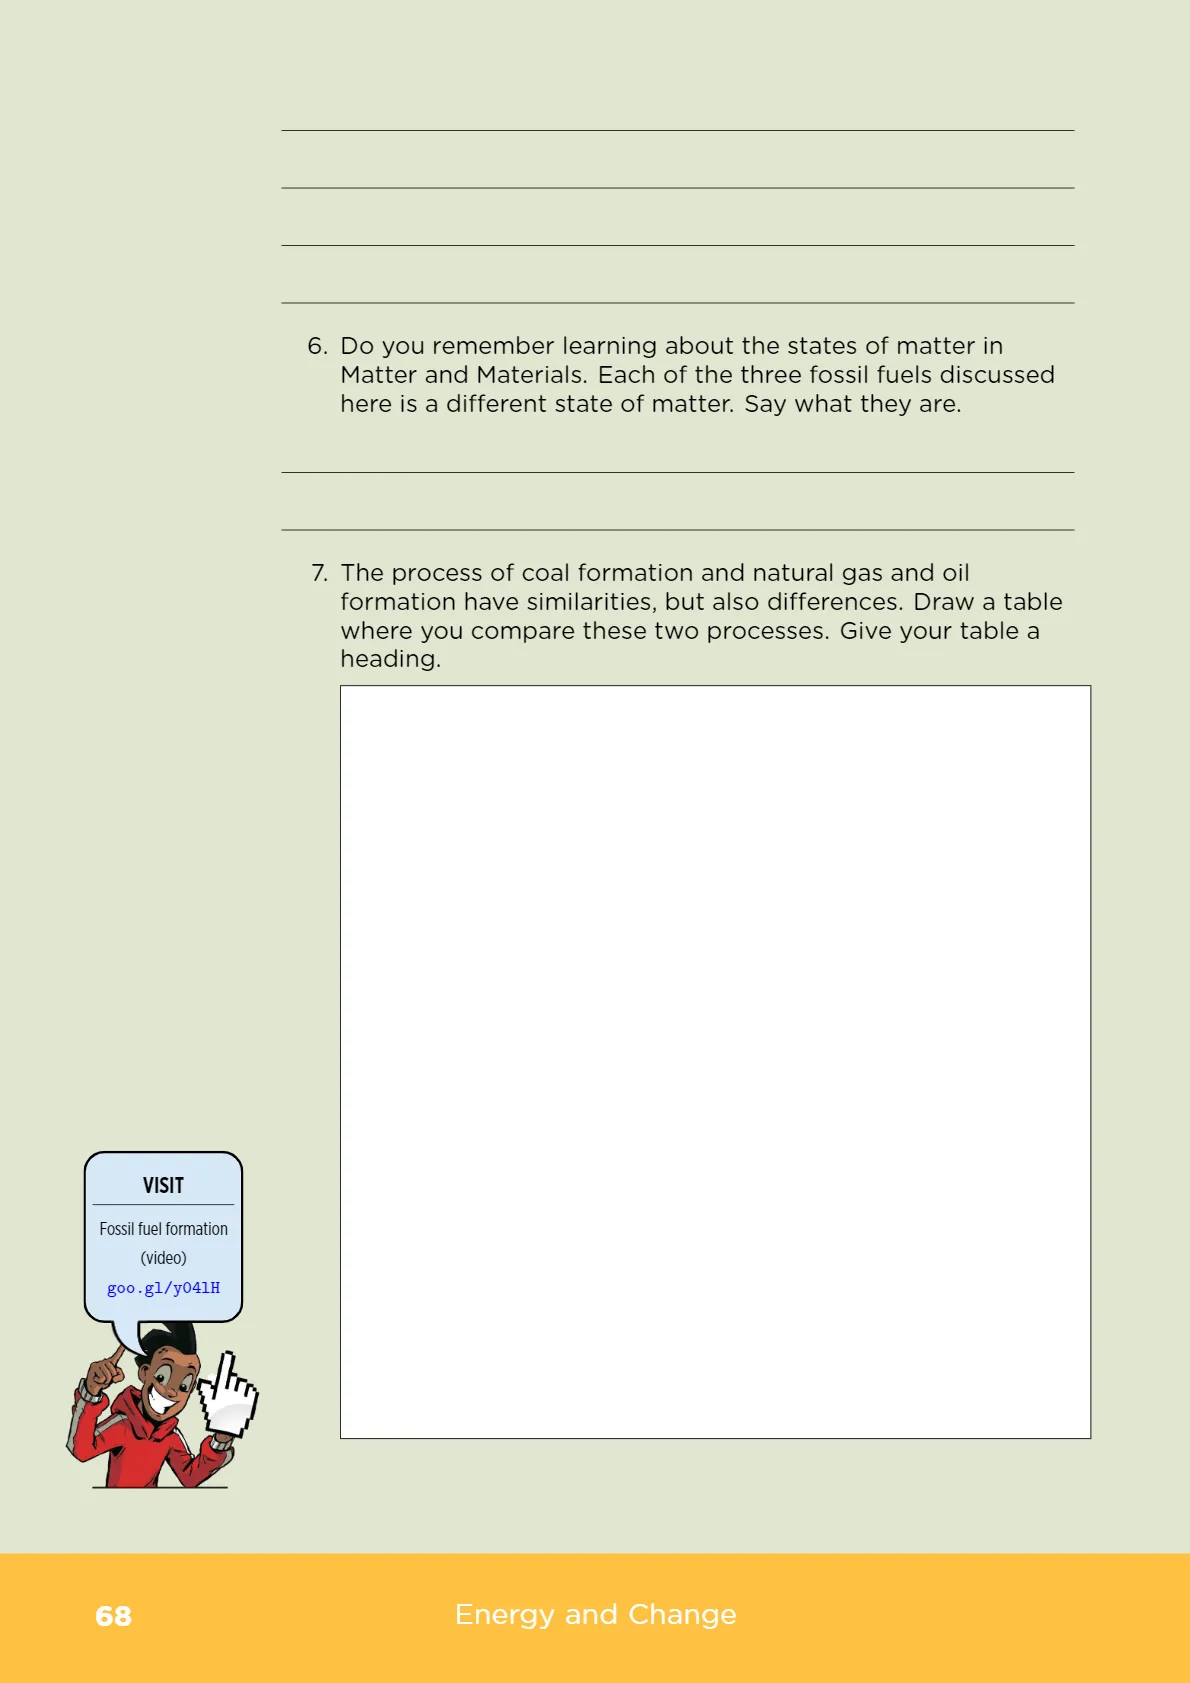 6. Do you remember learning about the states of matter in
Matter and Materials. Each of the three fossil fuels discussed
here is a different state of matter. Say what they are.
7. The process of coal formation and natural gas and oil
formation have similarities, but also differences. Draw a table
where you compare these two processes. Give your table a
heading.
VISIT
Fossil fuel formation
(video)
goo.gl/y04lH
68
Energy and Change